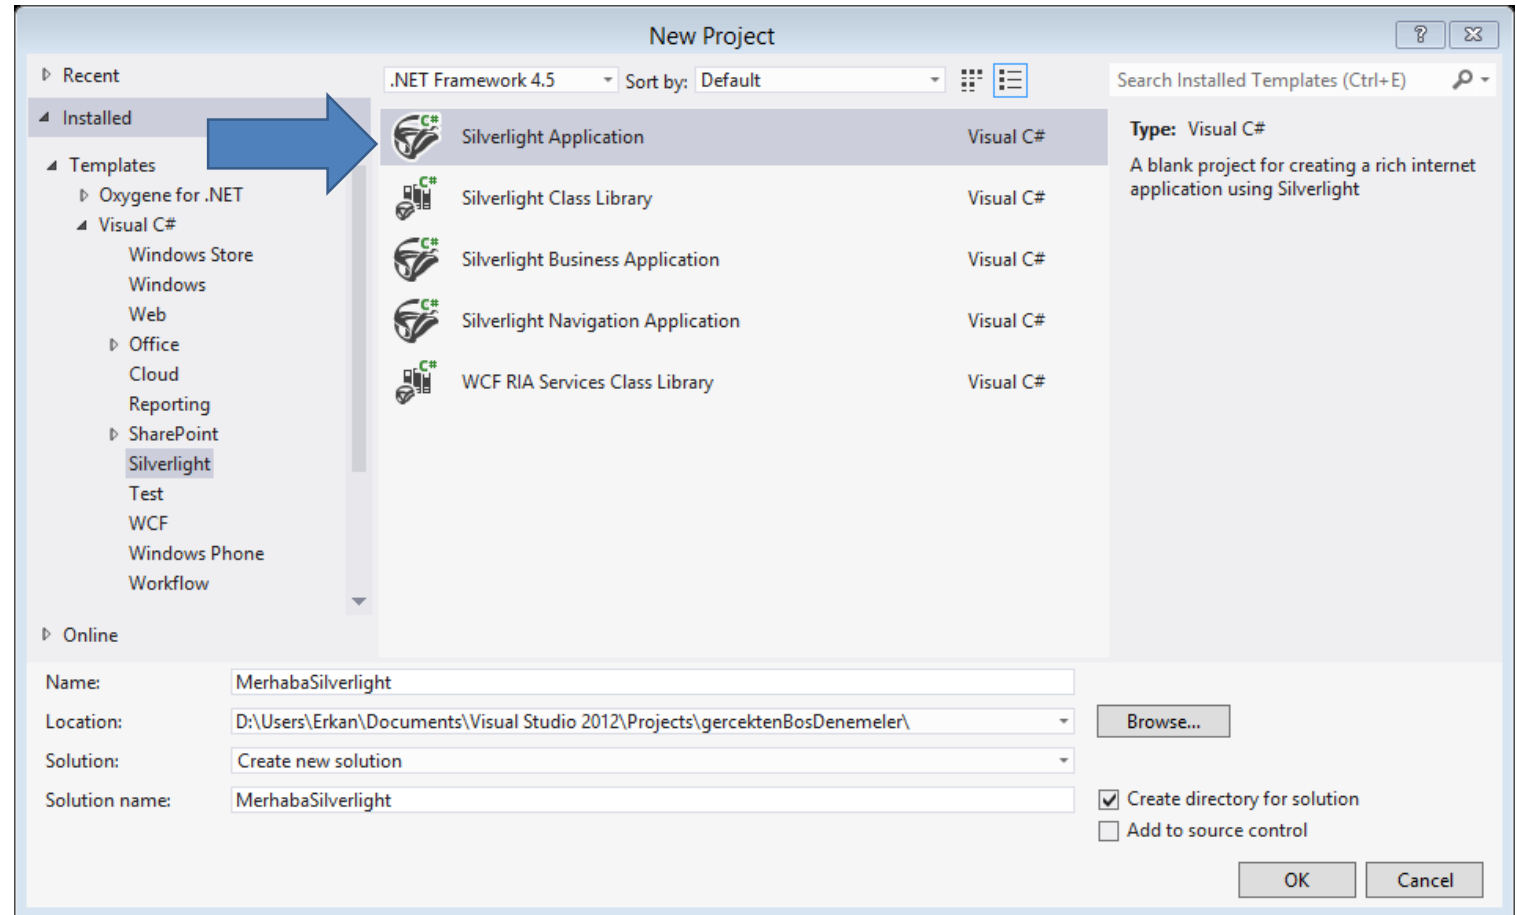 New Project
Recent
Installed
Templates
Oxygene for .NET
Visual C#
Windows Store
Windows
Web
Office
Cloud
Reporting
SharePoint
Silverlight
Test
WCF
Windows Phone
Workflow
Online
.NET Framework 4.5 Sort by: Default
C# Silverlight Application Visual C#
C# Silverlight Class Library Visual C#
C# Silverlight Business Application Visual C#
C# Silverlight Navigation Application Visual C#
C# WCF RIA Services Class Library Visual C#
Search Installed Templates (Ctrl+E)
Type: Visual C#
A blank project for creating a rich internet
application using Silverlight
Name: MerhabaSilverlight
Location: D:\Users\Erkan\Documents\Visual Studio 2012\Projects\gercektenBosDenemeler\ Browse...
Solution: Create new solution
Solution name: MerhabaSilverlight
Create directory for solution
Add to source control
OK Cancel